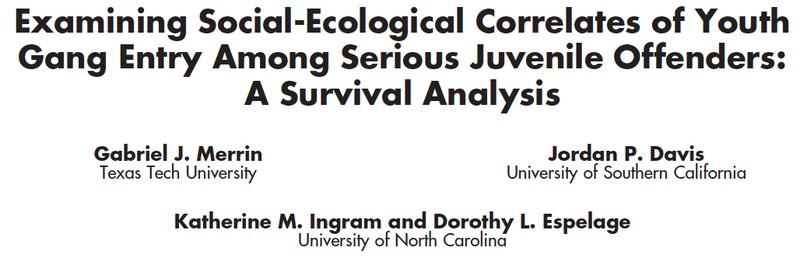 Examining Social-Ecological Correlates of Youth
Gang Entry Among Serious Juvenile Offenders:
A Survival Analysis
Gabriel J. Merrin
Texas Tech University
Jordan P. Davis
University of Southern California
Katherine M. Ingram and Dorothy L. Espelage
University of North Carolina